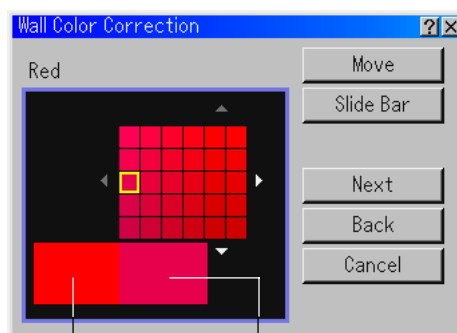 Wall Color Correction
Red
Move
Slide Bar
Next
Back
Cancel